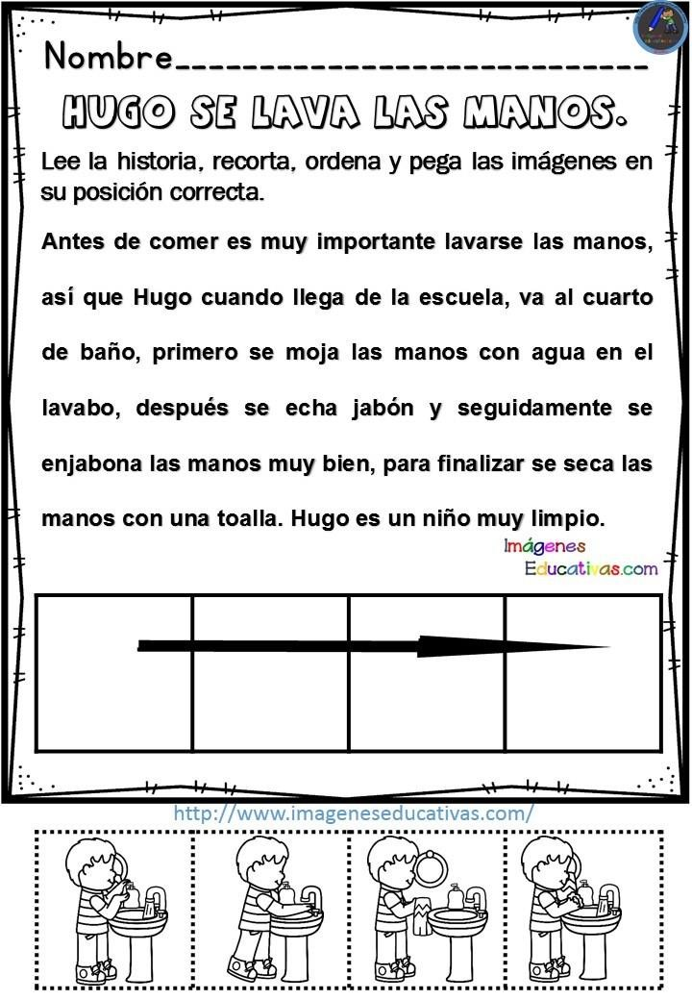 Nombre____________________________
HUGO SE LAVA LAS MANOS.
Lee la historia, recorta, ordena y pega las imágenes en
su posición correcta.
Antes de comer es muy importante lavarse las manos,
así que Hugo cuando llega de la escuela, va al cuarto
de baño, primero se moja las manos con agua en el
lavabo, después se echa jabón y seguidamente se
enjabona las manos muy bien, para finalizar se seca las
manos con una toalla. Hugo es un niño muy limpio.
Imágenes
Educativas.com
http://www.imageneseducativas.com/